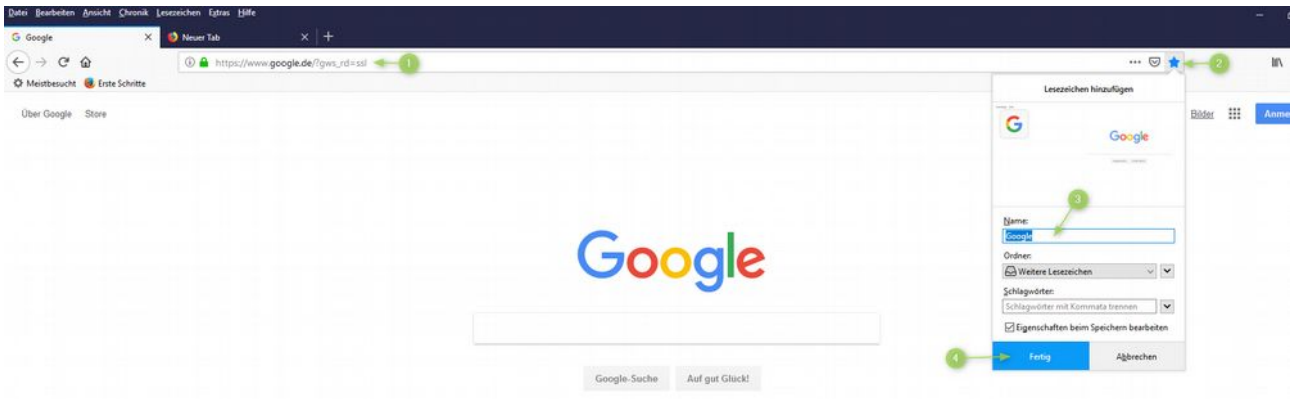 Datei Bearbeiten Ansicht Chronik Lesezeichen Extras Hilfe
Google Neuer Tab
https://www.google.de/?gws_rd=ssl 1 2
Meistbesucht Erste Schritte
Lesezeichen hinzufügen
Über Google Store Bilder Anme
G
Google
3
Name:
Google
Ordner:
Weitere Lesezeichen
Google
Schlagwörter:
Schlagwörter mit Kommata trennen
Eigenschaften beim Speichern bearbeiten
4 Fertig Abbrechen
Google-Suche Auf gut Glück!